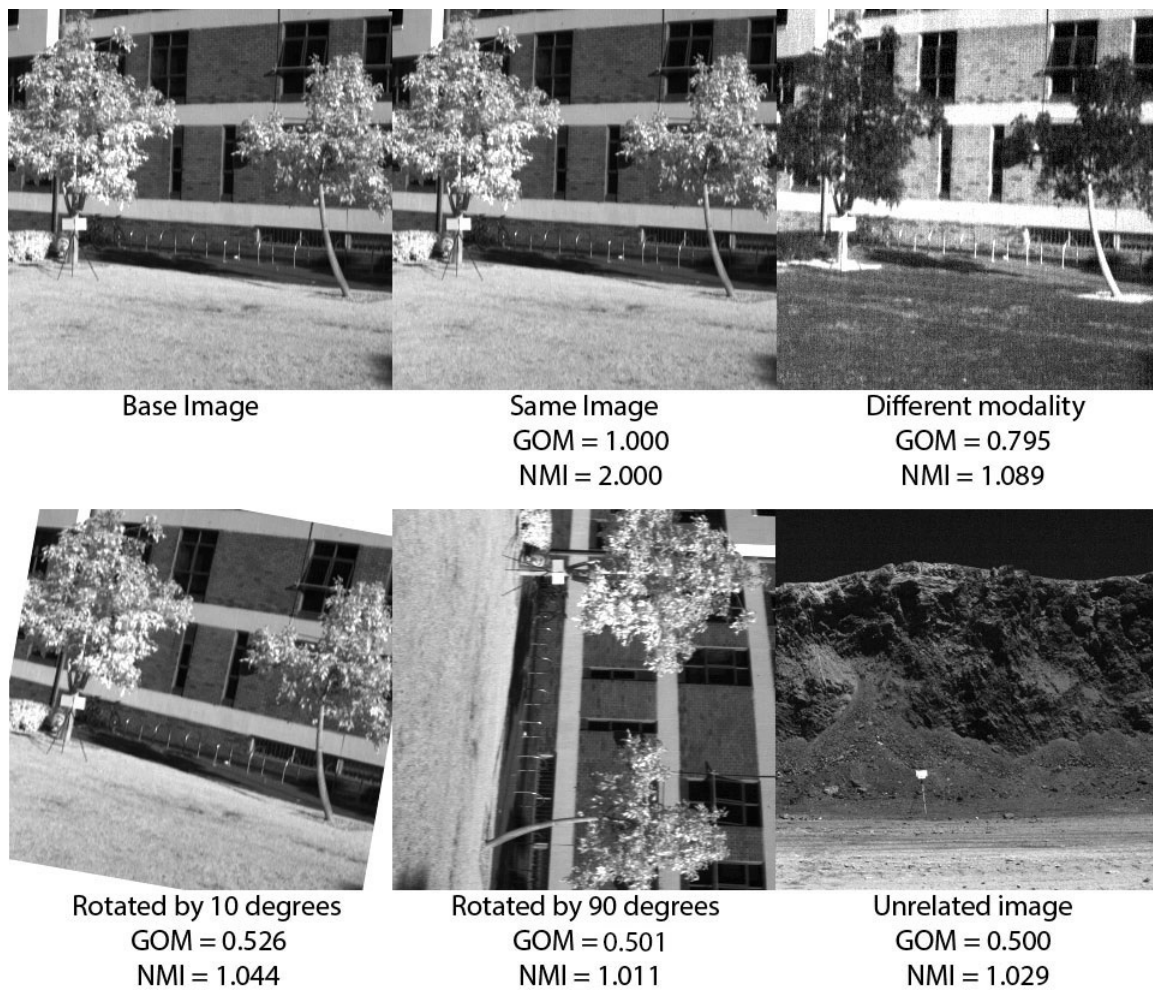 Base Image
Same Image
GOM = 1.000
NMI = 2.000
Different modality
GOM = 0.795
NMI = 1.089
Rotated by 10 degrees
GOM = 0.526
NMI = 1.044
Rotated by 90 degrees
GOM = 0.501
NMI = 1.011
Unrelated image
GOM = 0.500
NMI = 1.029